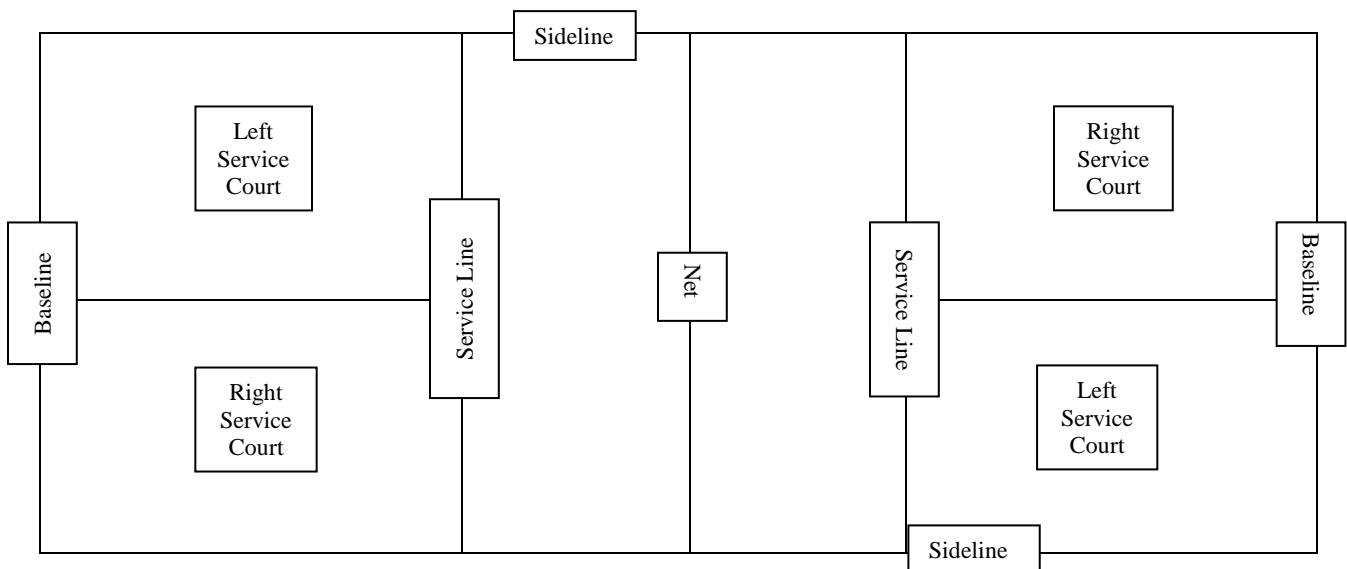 Sideline
Left
Service
Court
Right
Service
Court
Baseline
Service Line
Net
Service Line
Baseline
Right
Service
Court
Left
Service
Court
Sideline